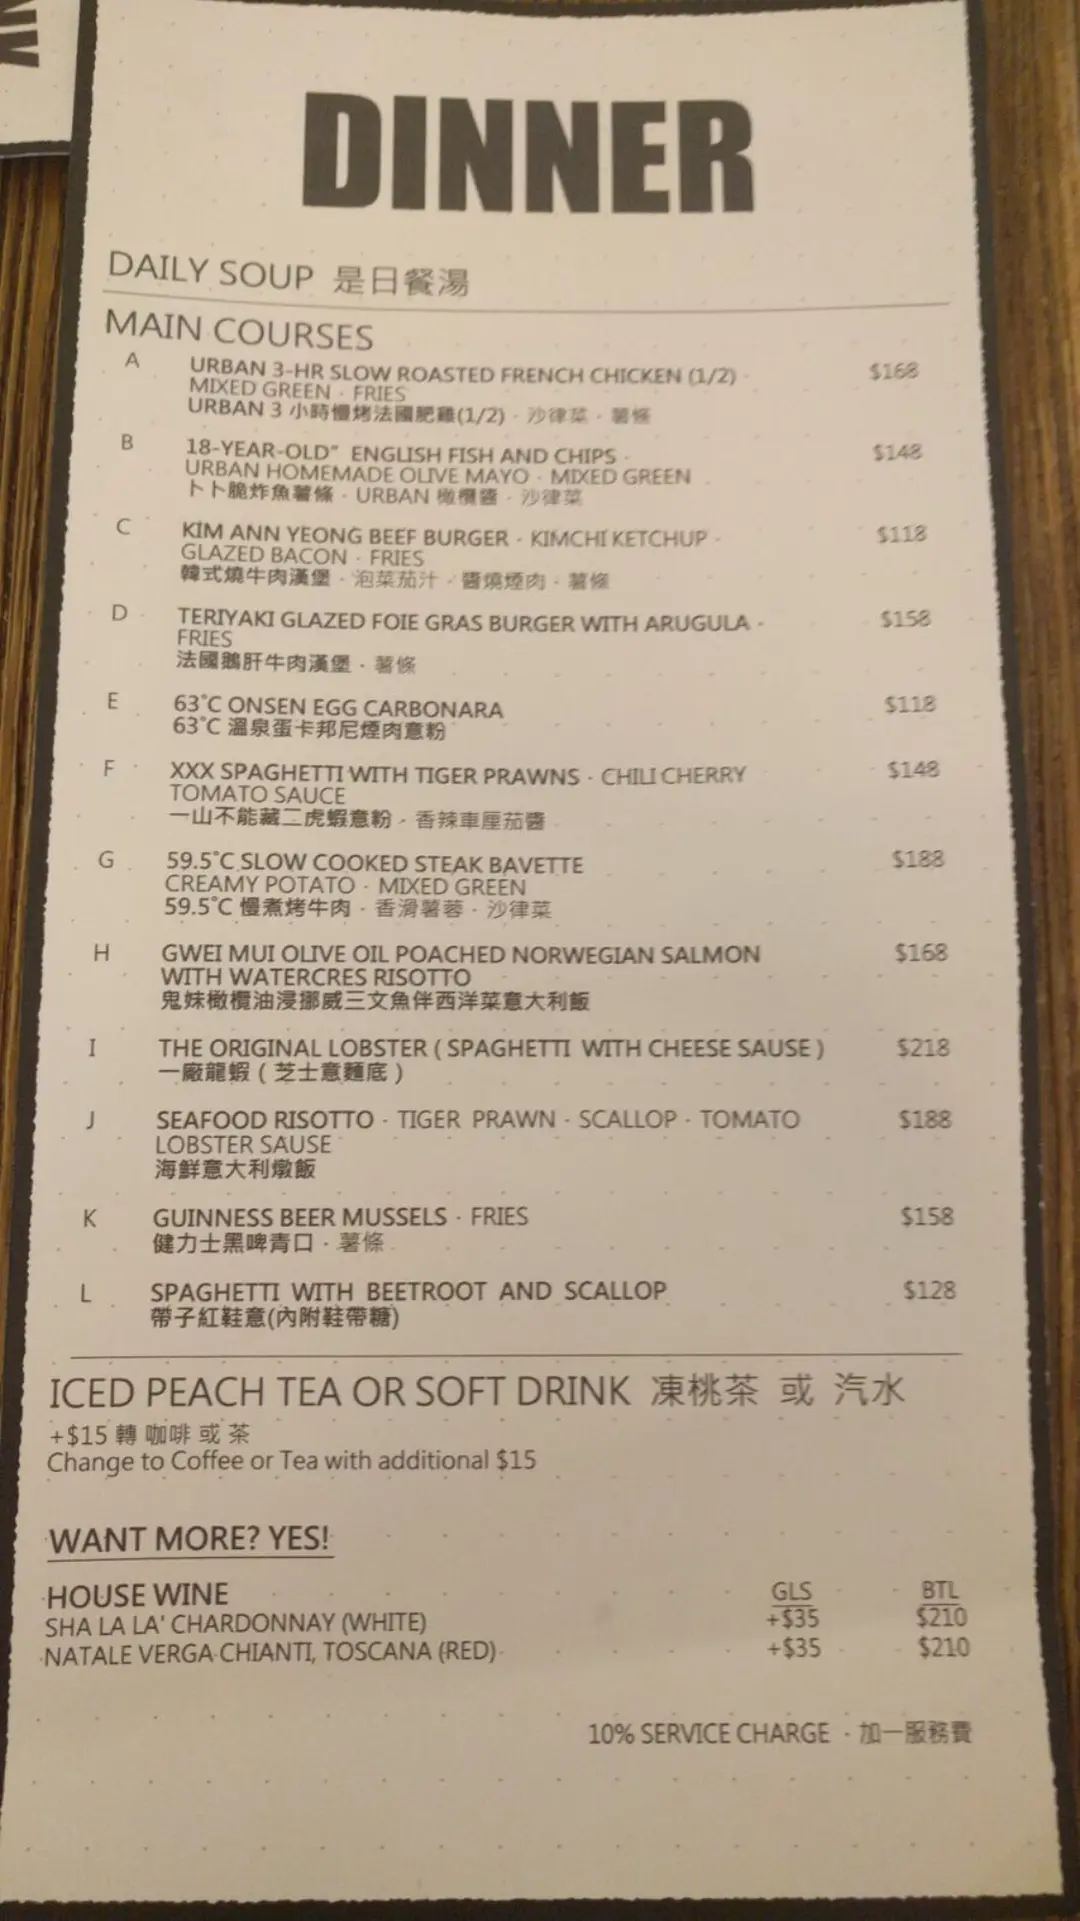 DINNER
DAILY SOUP 是日餐湯
MAIN COURSES
A URBAN 3-HR SLOW ROASTED FRENCH CHICKEN (1/2) · $168
MIXED GREEN · FRIES
URBAN 3 小時慢烤法國肥雞(1/2) · 沙律菜 · 薯條
B 18-YEAR-OLD" ENGLISH FISH AND CHIPS · $148
URBAN HOMEMADE OLIVE MAYO · MIXED GREEN
卜卜脆炸魚薯條 · URBAN 橄欖醬 · 沙律菜
C KIM ANN YEONG BEEF BURGER · KIMCHI KETCHUP · $118
GLAZED BACON · FRIES
韓式燒牛肉漢堡 · 泡菜茄汁 · 醬燒煙肉 · 薯條
D TERIYAKI GLAZED FOIE GRAS BURGER WITH ARUGULA · $158
FRIES
法國鵝肝牛肉漢堡 · 薯條
E 63°C ONSEN EGG CARBONARA $118
63°C 溫泉蛋卡邦尼煙肉意粉
F XXX SPAGHETTI WITH TIGER PRAWNS · CHILI CHERRY $148
TOMATO SAUCE
一山不能藏二虎蝦意粉 · 香辣車厘茄醬
G 59.5°C SLOW COOKED STEAK BAVETTE $188
CREAMY POTATO · MIXED GREEN
59.5°C 慢煮烤牛肉 · 香滑薯蓉 · 沙律菜
H GWEI MUI OLIVE OIL POACHED NORWEGIAN SALMON $168
WITH WATERCRES RISOTTO
鬼妹橄欖油浸挪威三文魚伴西洋菜意大利飯
I THE ORIGINAL LOBSTER ( SPAGHETTI WITH CHEESE SAUSE ) $218
一廠龍蝦 ( 芝士意麵底 )
J SEAFOOD RISOTTO · TIGER PRAWN · SCALLOP · TOMATO $188
LOBSTER SAUSE
海鮮意大利燉飯
K GUINNESS BEER MUSSELS · FRIES $158
健力士黑啤青口 · 薯條
L SPAGHETTI WITH BEETROOT AND SCALLOP $128
帶子紅鞋意(內附鞋帶糖)
ICED PEACH TEA OR SOFT DRINK 凍桃茶 或 汽水
+$15 轉 咖啡 或 茶
Change to Coffee or Tea with additional $15
WANT MORE? YES!
HOUSE WINE GLS BTL
SHA LA LA' CHARDONNAY (WHITE) +$35 $210
NATALE VERGA CHIANTI, TOSCANA (RED) +$35 $210
10% SERVICE CHARGE · 加一服務費